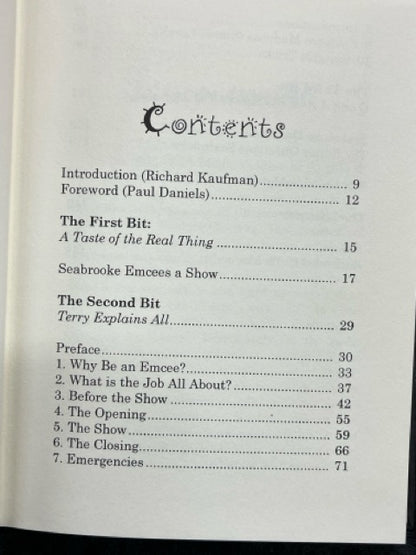 Contents
Introduction (Richard Kaufman)........................ 9
Foreword (Paul Daniels)................................... 12
The First Bit:
A Taste of the Real Thing ................................ 15
Seabrooke Emcees a Show................................ 17
The Second Bit
Terry Explains All............................................. 29
Preface............................................................... 30
1. Why Be an Emcee?........................................ 33
2. What is the Job All About?........................... 37
3. Before the Show ............................................ 42
4. The Opening.................................................. 55
5. The Show....................................................... 59
6. The Closing.................................................... 66
7. Emergencies .................................................. 71